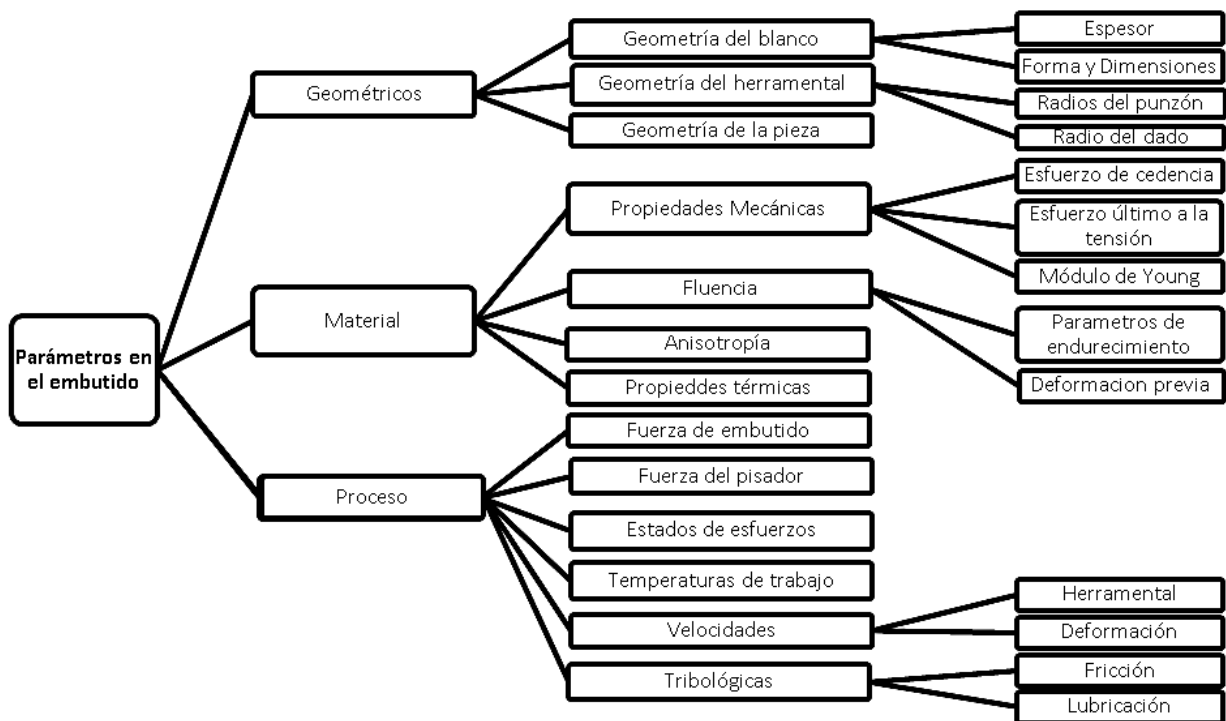 Parámetros en
el embutido
Geométricos
Geometría del blanco
Espesor
Forma y Dimensiones
Geometría del herramental
Radios del punzón
Radio del dado
Geometría de la pieza
Material
Propiedades Mecánicas
Esfuerzo de cedencia
Esfuerzo último a la
tensión
Módulo de Young
Fluencia
Parametros de
endurecimiento
Deformacion previa
Anisotropía
Propieddes térmicas
Proceso
Fuerza de embutido
Fuerza del pisador
Estados de esfuerzos
Temperaturas de trabajo
Velocidades
Herramental
Deformación
Tribológicas
Fricción
Lubricación